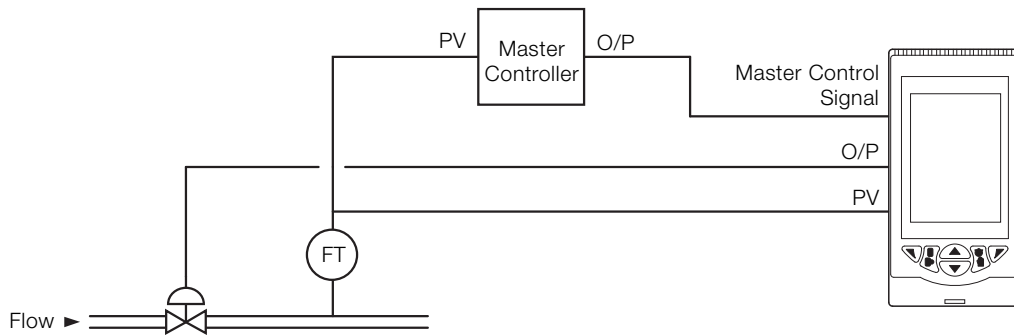 PV
Master
Controller
O/P
Master Control
Signal
O/P
PV
FT
Flow ►